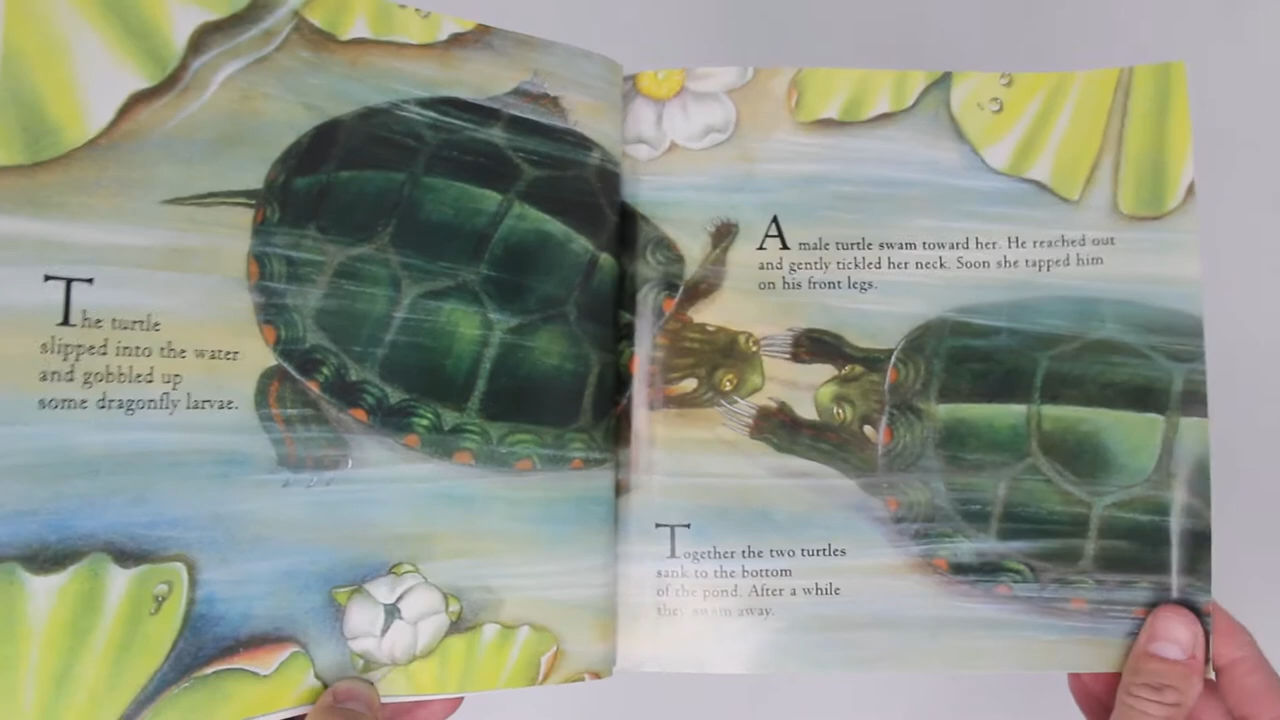 The turtle
slipped into the water
and gobbled up
some dragonfly larvae.
A male turtle swam toward her. He reached out
and gently tickled her neck. Soon she tapped him
on his front legs.
Together the two turtles
sank to the bottom
of the pond. After a while
they swam away.